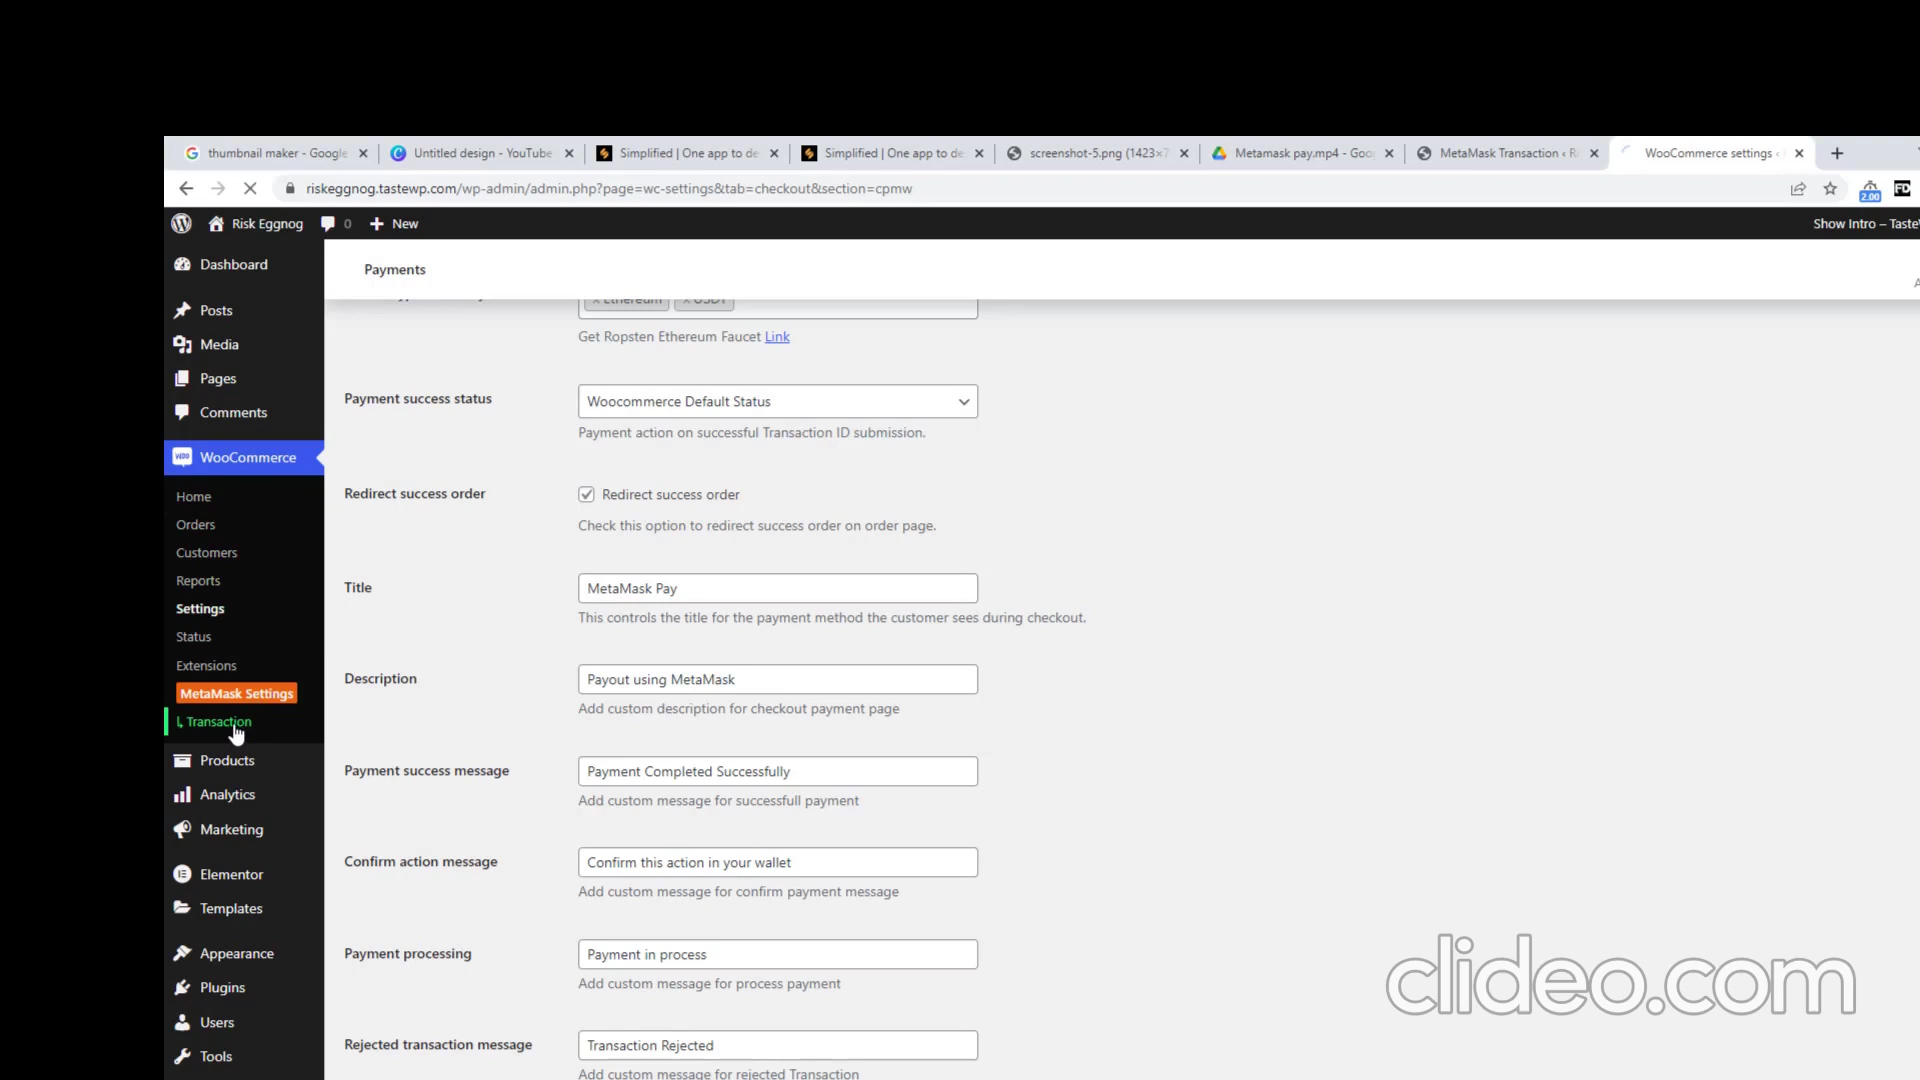 thumbnail maker - Google
Untitled design - YouTube
Simplified | One app to de
Simplified | One app to de
screenshot-5.png (1423×7
Metamask pay.mp4 - Goo
MetaMask Transaction ‹ R
WooCommerce settings ‹
riskeggnog.tastewp.com/wp-admin/admin.php?page=wc-settings&tab=checkout&section=cpmw
2.00
FD
Risk Eggnog
0
New
Show Intro – Taste
Dashboard
Posts
Media
Pages
Comments
WooCommerce
Home
Orders
Customers
Reports
Settings
Status
Extensions
MetaMask Settings
↳ Transaction
Products
Analytics
Marketing
Elementor
Templates
Appearance
Plugins
Users
Tools
Payments
× Ethereum × USDT
Get Ropsten Ethereum Faucet Link
Payment success status
Woocommerce Default Status
Payment action on successful Transaction ID submission.
Redirect success order
Redirect success order
Check this option to redirect success order on order page.
Title
MetaMask Pay
This controls the title for the payment method the customer sees during checkout.
Description
Payout using MetaMask
Add custom description for checkout payment page
Payment success message
Payment Completed Successfully
Add custom message for successfull payment
Confirm action message
Confirm this action in your wallet
Add custom message for confirm payment message
Payment processing
Payment in process
Add custom message for process payment
Rejected transaction message
Transaction Rejected
Add custom message for rejected Transaction
clideo.com